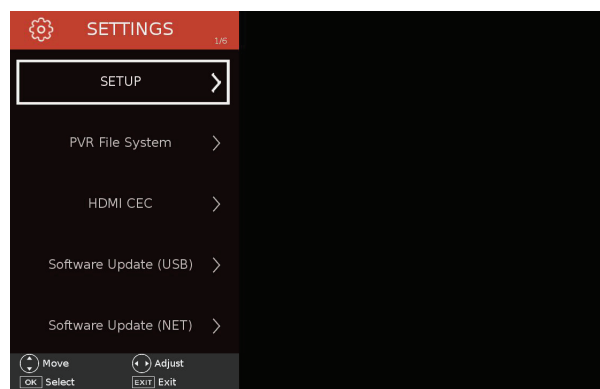 SETTINGS
1/6
SETUP
PVR File System
HDMI CEC
Software Update (USB)
Software Update (NET)
Move Adjust
OK Select EXIT Exit